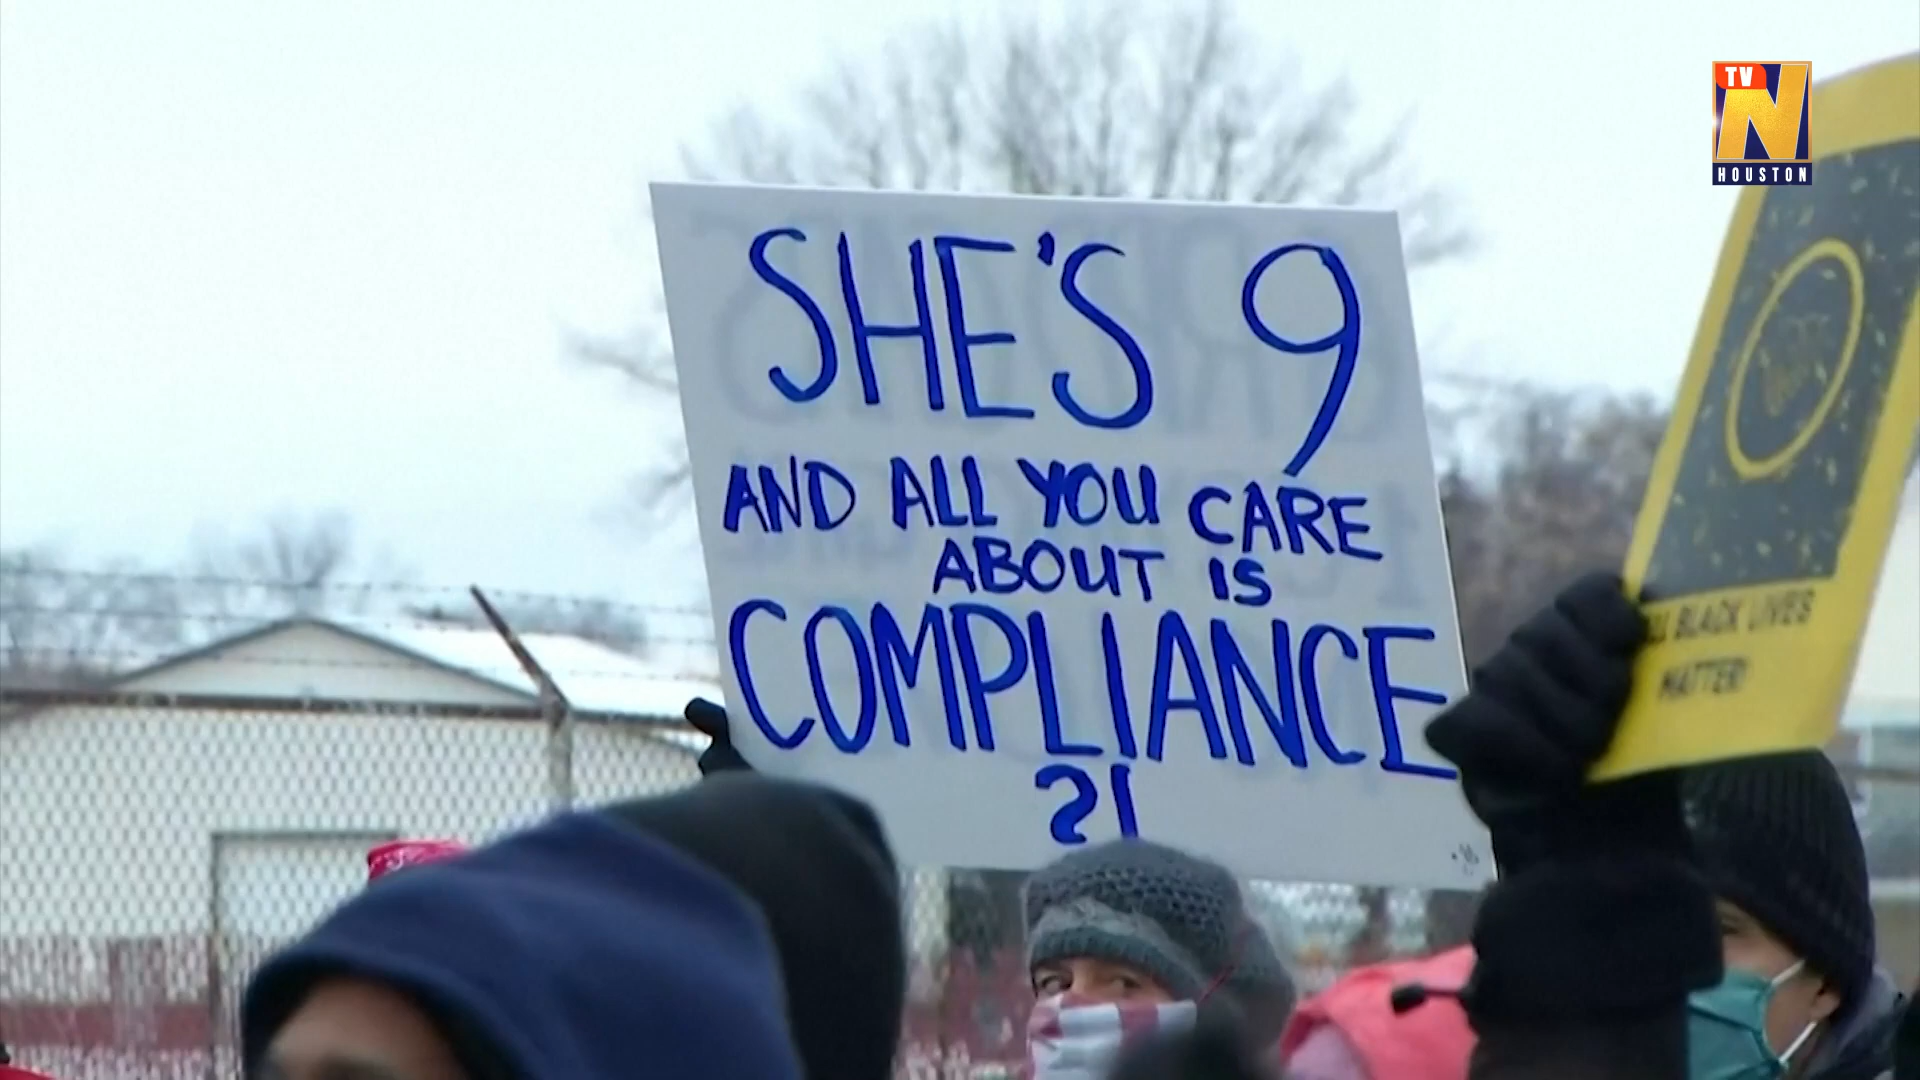 TV
N
HOUSTON
SHE'S 9
AND ALL YOU CARE
ABOUT IS
COMPLIANCE
?!
BLACK LIVES
MATTER!